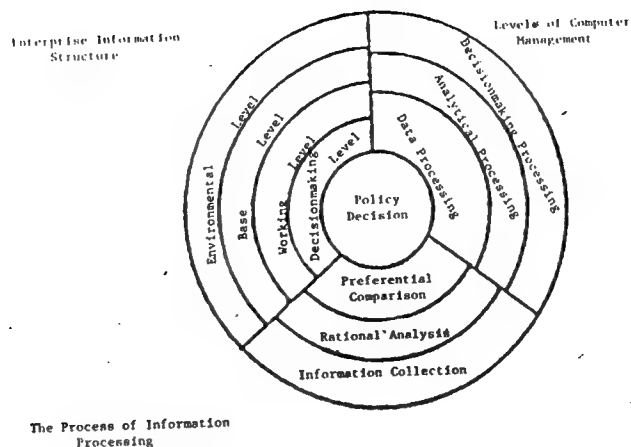 Enterprise Information
Structure
Levels of Computer
Management
Environmental Level
Base Level
Working Level
Decisionmaking Level
Decisionmaking Processing
Analytical Processing
Data Processing
Policy
Decision
Preferential
Comparison
Rational Analysis
Information Collection
The Process of Information
Processing